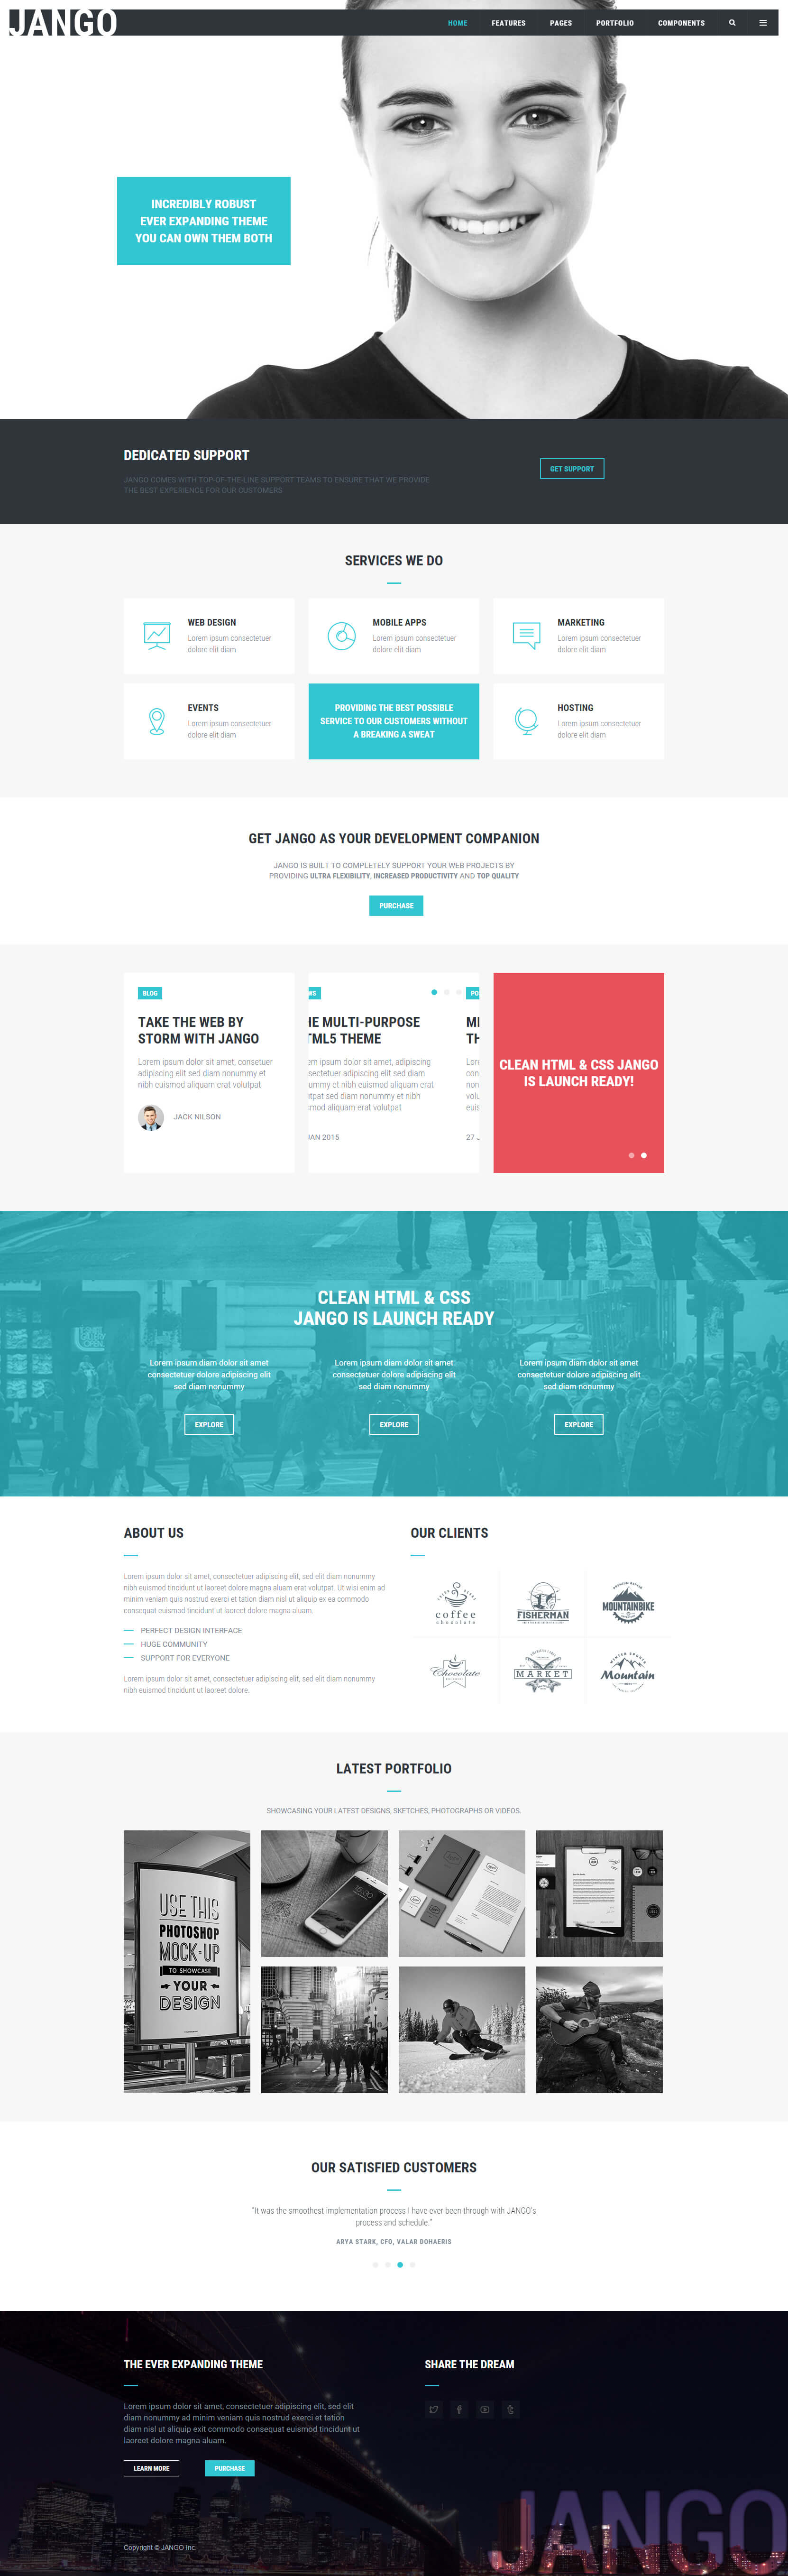 JANGO
HOME FEATURES PAGES PORTFOLIO COMPONENTS
INCREDIBLY ROBUST
EVER EXPANDING THEME
YOU CAN OWN THEM BOTH
DEDICATED SUPPORT
JANGO COMES WITH TOP-OF-THE-LINE SUPPORT TEAMS TO ENSURE THAT WE PROVIDE
THE BEST EXPERIENCE FOR OUR CUSTOMERS
GET SUPPORT
SERVICES WE DO
WEB DESIGN
Lorem ipsum consectetuer
dolore elit diam
MOBILE APPS
Lorem ipsum consectetuer
dolore elit diam
MARKETING
Lorem ipsum consectetuer
dolore elit diam
EVENTS
Lorem ipsum consectetuer
dolore elit diam
PROVIDING THE BEST POSSIBLE
SERVICE TO OUR CUSTOMERS WITHOUT
A BREAKING A SWEAT
HOSTING
Lorem ipsum consectetuer
dolore elit diam
GET JANGO AS YOUR DEVELOPMENT COMPANION
JANGO IS BUILT TO COMPLETELY SUPPORT YOUR WEB PROJECTS BY
PROVIDING ULTRA FLEXIBILITY, INCREASED PRODUCTIVITY AND TOP QUALITY
PURCHASE
BLOG
TAKE THE WEB BY
STORM WITH JANGO
Lorem ipsum dolor sit amet, consetuer
adipiscing elit sed diam nonummy et
nibh euismod aliquam erat volutpat
JACK NILSON
WS
HE MULTI-PURPOSE
TML5 THEME
em ipsum dolor sit amet, adipiscing
sectetuer adipiscing elit sed diam
ummy et nibh euismod aliquam erat
tpat sed diam nonummy et nibh
smod aliquam erat volutpat
JAN 2015
PO
ME
TH
Lore
con
non
volu
euis
27 J
CLEAN HTML & CSS JANGO
IS LAUNCH READY!
CLEAN HTML & CSS
JANGO IS LAUNCH READY
Lorem ipsum diam dolor sit amet
consectetuer dolore adipiscing elit
sed diam nonummy
EXPLORE
Lorem ipsum diam dolor sit amet
consectetuer dolore adipiscing elit
sed diam nonummy
EXPLORE
Lorem ipsum diam dolor sit amet
consectetuer dolore adipiscing elit
sed diam nonummy
EXPLORE
ABOUT US
Lorem ipsum dolor sit amet, consectetuer adipiscing elit, sed elit diam nonummy
nibh euismod tincidunt ut laoreet dolore magna aluam erat volutpat. Ut wisi enim ad
minim veniam quis nostrud exerci et tation diam nisl ut aliquip ex ea commodo
consequat euismod tincidunt ut laoreet dolore magna aluam.
PERFECT DESIGN INTERFACE
HUGE COMMUNITY
SUPPORT FOR EVERYONE
Lorem ipsum dolor sit amet, consectetuer adipiscing elit, sed elit diam nonummy
nibh euismod tincidunt ut laoreet dolore.
OUR CLIENTS
coffee
chocolate
FISHERMAN
MOUNTAINBIKE
Chocolate
MARKET
Mountain
LATEST PORTFOLIO
SHOWCASING YOUR LATEST DESIGNS, SKETCHES, PHOTOGRAPHS OR VIDEOS.
USE THIS
PHOTOSHOP
MOCK-UP
TO SHOWCASE
YOUR
DESIGN
OUR SATISFIED CUSTOMERS
"It was the smoothest implementation process I have ever been through with JANGO's
process and schedule."
ARYA STARK, CFO, VALAR DOHAERIS
THE EVER EXPANDING THEME
Lorem ipsum dolor sit amet, consectetuer adipiscing elit, sed elit
diam nonummy ad minim veniam quis nostrud exerci et tation
diam nisl ut aliquip exit commodo consequat euismod tincidunt ut
laoreet dolore magna aluam.
LEARN MORE PURCHASE
SHARE THE DREAM
JANGO
Copyright © JANGO Inc.